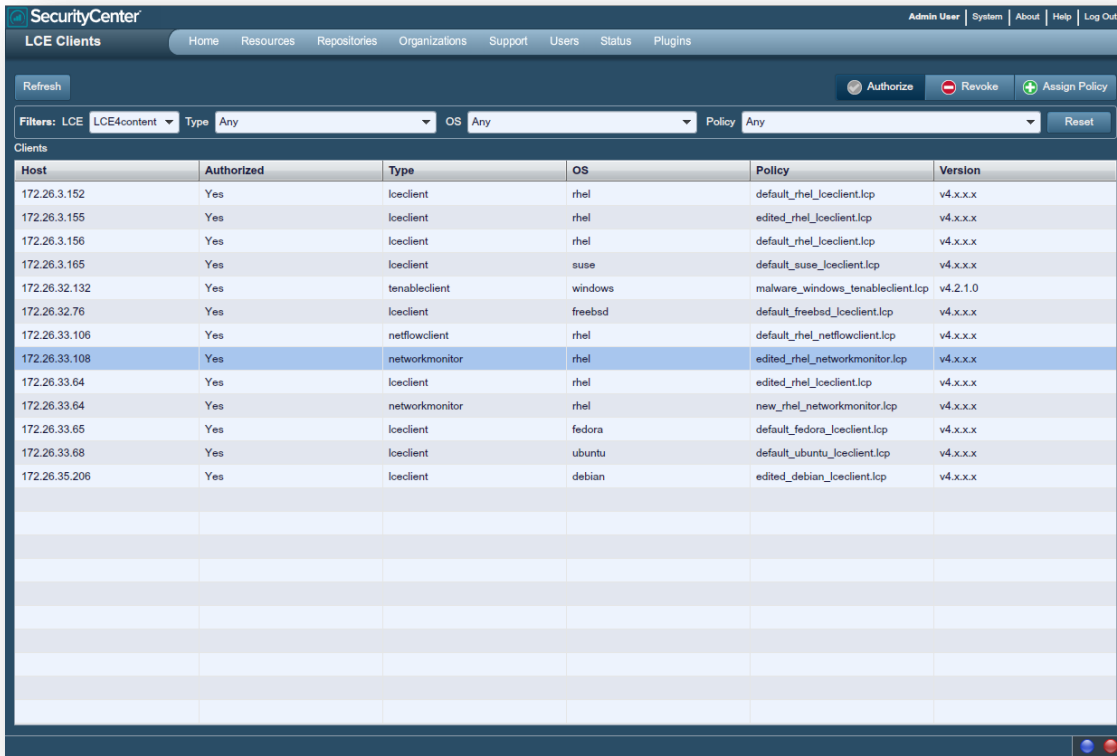 SecurityCenter
Admin User System About Help Log Out
LCE Clients Home Resources Repositories Organizations Support Users Status Plugins
Refresh Authorize Revoke Assign Policy
Filters: LCE LCE4content Type Any OS Any Policy Any Reset
Clients
Host Authorized Type OS Policy Version
172.26.3.152 Yes lceclient rhel default_rhel_lceclient.lcp v4.x.x.x
172.26.3.155 Yes lceclient rhel edited_rhel_lceclient.lcp v4.x.x.x
172.26.3.156 Yes lceclient rhel default_rhel_lceclient.lcp v4.x.x.x
172.26.3.165 Yes lceclient suse default_suse_lceclient.lcp v4.x.x.x
172.26.32.132 Yes tenableclient windows malware_windows_tenableclient.lcp v4.2.1.0
172.26.32.76 Yes lceclient freebsd default_freebsd_lceclient.lcp v4.x.x.x
172.26.33.106 Yes netflowclient rhel default_rhel_netflowclient.lcp v4.x.x.x
172.26.33.108 Yes networkmonitor rhel edited_rhel_networkmonitor.lcp v4.x.x.x
172.26.33.64 Yes lceclient rhel edited_rhel_lceclient.lcp v4.x.x.x
172.26.33.64 Yes networkmonitor rhel new_rhel_networkmonitor.lcp v4.x.x.x
172.26.33.65 Yes lceclient fedora default_fedora_lceclient.lcp v4.x.x.x
172.26.33.68 Yes lceclient ubuntu default_ubuntu_lceclient.lcp v4.x.x.x
172.26.35.206 Yes lceclient debian edited_debian_lceclient.lcp v4.x.x.x